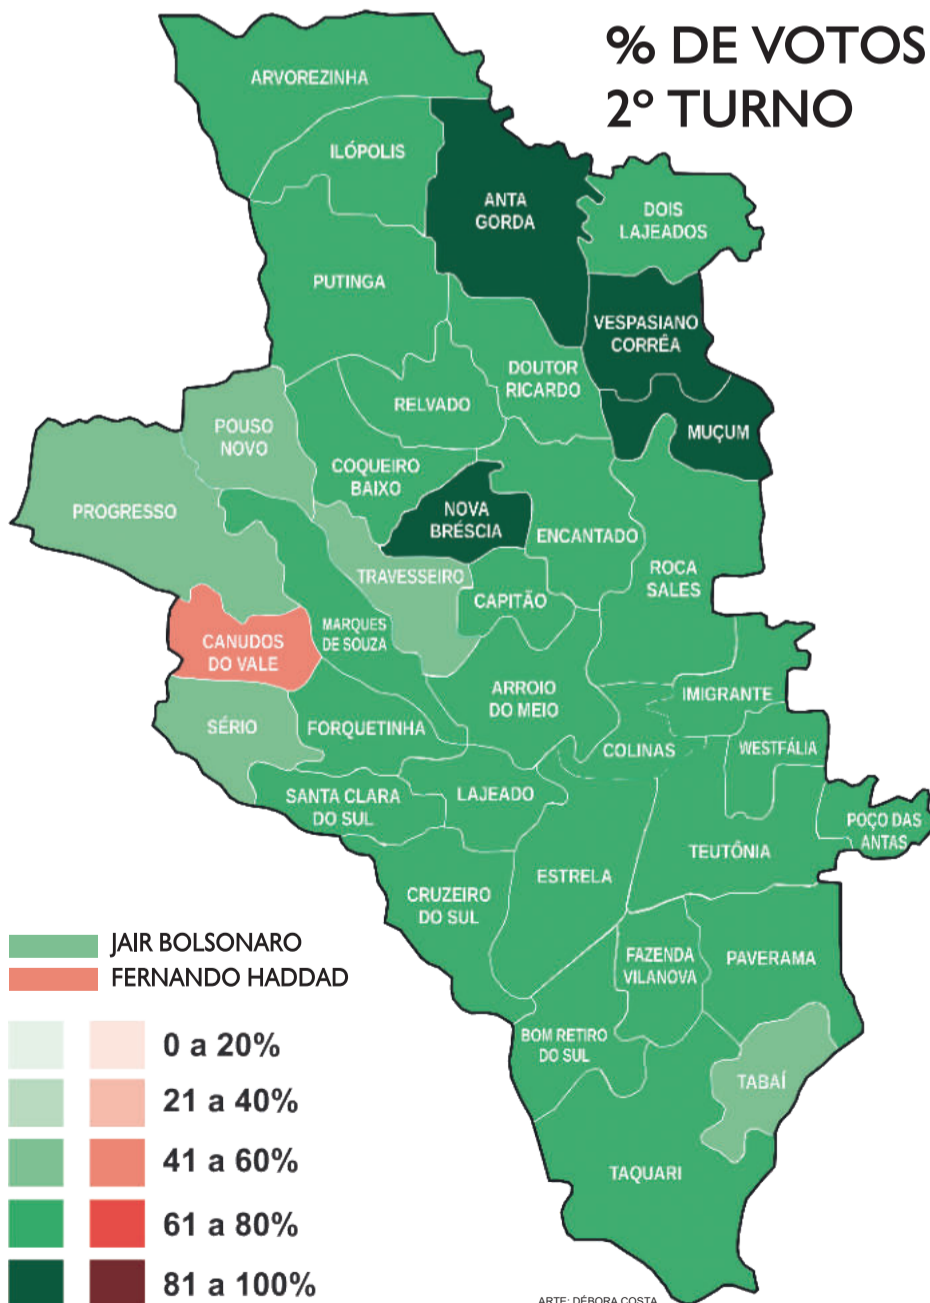 % DE VOTOS
2º TURNO
ARVOREZINHA
ILÓPOLIS
ANTA
GORDA
DOIS
LAJEADOS
PUTINGA
VESPASIANO
CORRÊA
DOUTOR
RICARDO
RELVADO
MUÇUM
POUSO
NOVO
COQUEIRO
BAIXO
NOVA
BRÉSCIA
PROGRESSO
ENCANTADO
ROCA
SALES
TRAVESSEIRO
CAPITÃO
MARQUES
DE SOUZA
CANUDOS
DO VALE
ARROIO
DO MEIO
IMIGRANTE
SÉRIO
FORQUETINHA
COLINAS
WESTFÁLIA
SANTA CLARA
DO SUL
LAJEADO
POÇO DAS
ANTAS
TEUTÔNIA
ESTRELA
CRUZEIRO
DO SUL
FAZENDA
VILANOVA
PAVERAMA
BOM RETIRO
DO SUL
TABAÍ
TAQUARI
JAIR BOLSONARO
FERNANDO HADDAD
0 a 20%
21 a 40%
41 a 60%
61 a 80%
81 a 100%
ARTE: DÉBORA COSTA